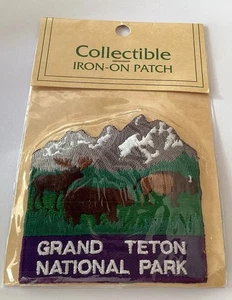 Collectible
IRON-ON PATCH
GRAND TETON
NATIONAL PARK